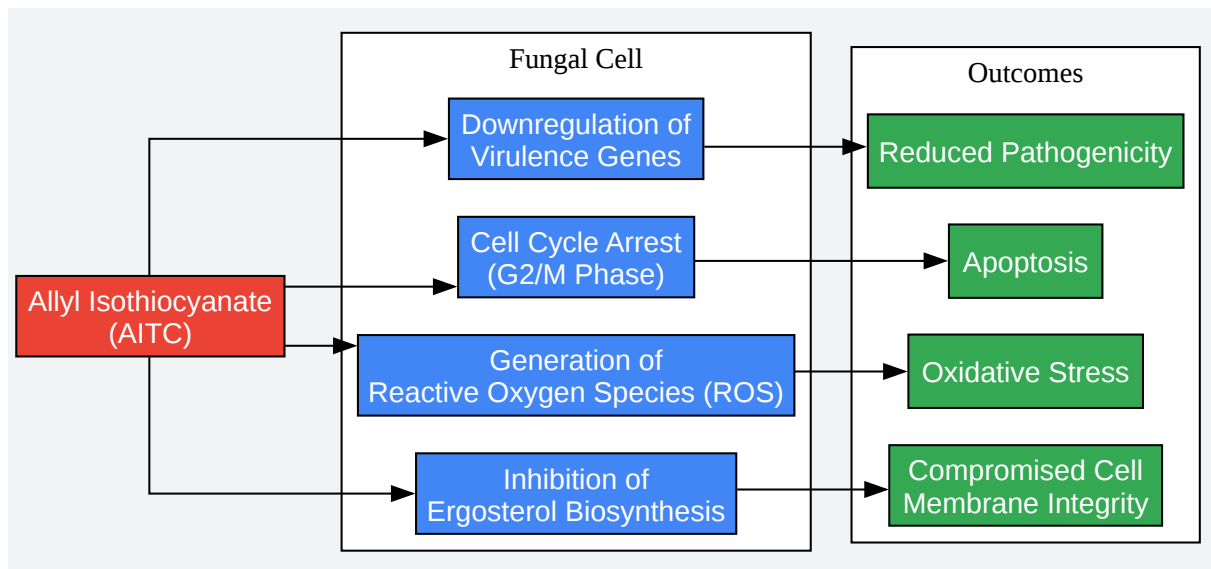 Fungal Cell
Outcomes
Downregulation of
Virulence Genes
Reduced Pathogenicity
Cell Cycle Arrest
(G2/M Phase)
Apoptosis
Allyl Isothiocyanate
(AITC)
Generation of
Reactive Oxygen Species (ROS)
Oxidative Stress
Inhibition of
Ergosterol Biosynthesis
Compromised Cell
Membrane Integrity